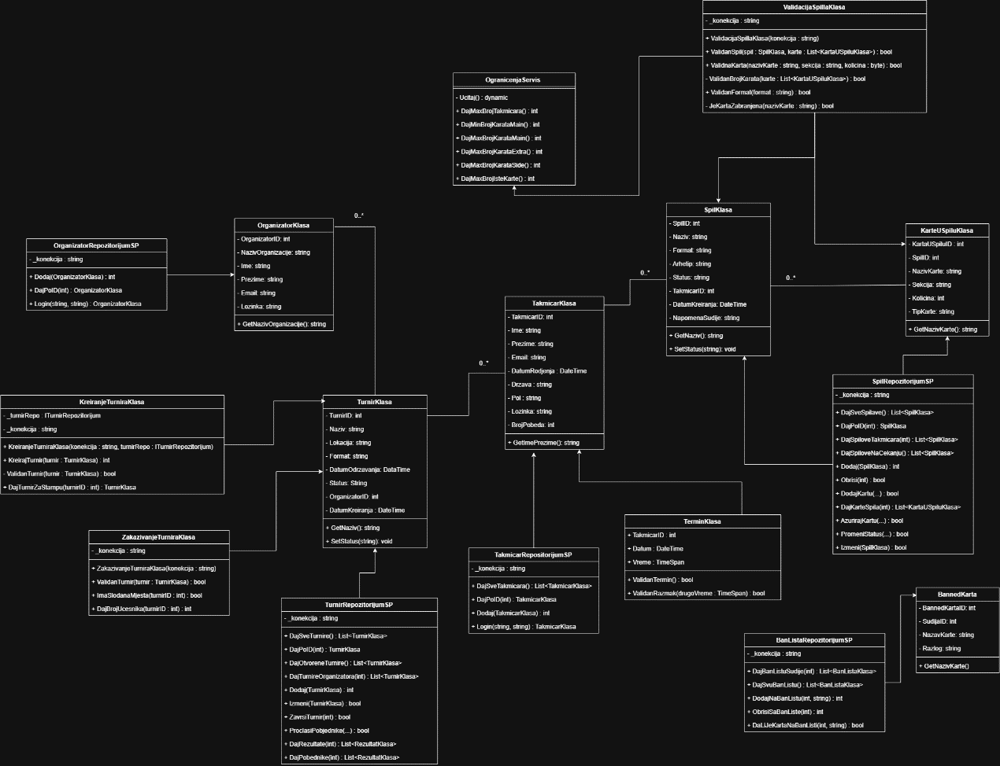 ValidacijaSpillaKlasa
- _konekcija : string
+ ValidacijaSpillaKlasa(konekcija : string)
+ ValidanSpil(spil : SpilKlasa, karte : List<KartaUSpiluKlasa>) : bool
+ ValidnaKarta(nazivKarte : string, sekcija : string, kolicina : byte) : bool
- ValidanBrojKarata(karte : List<KartaUSpiluKlasa>) : bool
+ ValidanFormat(format : string) : bool
- JeKartaZabranjena(nazivKarte : string) : bool
OgranicenjaServis
- Ucitaj() : dynamic
+ DajMaxBrojTakmicara() : int
+ DajMinBrojKarataMain() : int
+ DajMaxBrojKarataMain() : int
+ DajMaxBrojKarataExtra() : int
+ DajMaxBrojKarataSide() : int
+ DajMaxBrojIsteKarte() : int
OrganizatorRepozitorijumSP
- _konekcija : string
+ Dodaj(OrganizatorKlasa) : int
+ DajPoID(int) : OrganizatorKlasa
+ Login(string, string) : OrganizatorKlasa
OrganizatorKlasa
- OrganizatorID: int
- NazivOrganizacije: string
- Ime: string
- Prezime: string
- Email: string
- Lozinka: string
+ GetNazivOrganizacije(): string
0..*
SpilKlasa
- SpilID: int
- Naziv: string
- Format: string
- Arhetip: string
- Status: string
- TakmicarID: int
- DatumKreiranja: DateTime
- NapomenaSudije: string
+ GetNaziv(): string
+ SetStatus(string): void
0..*
0..*
KarteUSpiluKlasa
- KartaUSpiluID : int
- SpilID: int
- NazivKarte: string
- Sekcija: string
- Kolicina: int
- TipKarte: string
+ GetNazivKarte(): string
TakmicarKlasa
- TakmicarID: int
- Ime: string
- Prezime: string
- Email: string
- DatumRodjenja : DateTime
- Drzava : string
- Pol : string
- Lozinka: string
- BrojPobeda: int
+ GetImePrezime(): string
0..*
KreiranjeTurniraKlasa
- _turnirRepo : ITurnirRepozitorijum
- _konekcija : string
+ KreiranjeTurniraKlasa(konekcija : string, turnirRepo : ITurnirRepozitorijum)
+ KreirajTurnir(turnir : TurnirKlasa) : int
- ValidanTurnir(turnir : TurnirKlasa) : bool
+ DajTurnirZaStampu(turnirID : int) : TurnirKlasa
TurnirKlasa
- TurnirID: int
- Naziv: string
- Lokacija: string
- Format: string
- DatumOdrzavanja: DataTime
- Status: String
- OrganizatorID: int
- DatumKreiranja : DateTime
+ GetNaziv(): string
+ SetStatus(string): void
SpilRepozitorijumSP
- _konekcija : string
+ DajSveSpilave() : List<SpilKlasa>
+ DajPoID(int) : SpilKlasa
+ DajSpiloveTakmicara(int) : List<SpilKlasa>
+ DajSpiloveNaCekanju() : List<SpilKlasa>
+ Dodaj(SpilKlasa) : int
+ Obrisi(int) : bool
+ DodajKartu(...) : bool
+ DajKarteSpila(int) : List<KartaUSpiluKlasa>
+ AzurirajKartu(...) : bool
+ PromeniStatus(...) : bool
+ Izmeni(SpilKlasa) : bool
ZakazivanjeTurniraKlasa
- _konekcija : string
+ ZakazivanjeTurniraKlasa(konekcija : string)
+ ValidanTurnir(turnir : TurnirKlasa) : bool
+ ImaSlodanaMjesta(turnirID : int) : bool
+ DajBrojUcesnika(turnirID : int) : int
TerminKlasa
+ TakmicarID : int
+ Datum : DateTime
+ Vreme : TimeSpan
+ ValidanTermin() : bool
+ ValidanRazmak(drugoVreme : TimeSpan) : bool
TakmicarRepositorijumSP
- _konekcija : string
+ DajSveTakmicara() : List<TakmicarKlasa>
+ DajPoID(int) : TakmicarKlasa
+ Dodaj(TakmicarKlasa) : int
+ Login(string, string) : TakmicarKlasa
TurnirRepozitorijumSP
- _konekcija : string
+ DajSveTurnire() : List<TurnirKlasa>
+ DajPoID(int) : TurnirKlasa
+ DajOtvoreneTurnire() : List<TurnirKlasa>
+ DajTurnireOrganizatora(int) : List<TurnirKlasa>
+ Dodaj(TurnirKlasa) : int
+ Izmeni(TurnirKlasa) : bool
+ ZavrsiTurnir(int) : bool
+ ProclasiPobjednike(...) : bool
+ DajRezultate(int) : List<RezultatKlasa>
+ DajPobednike(int) : List<RezultatKlasa>
BannedKarta
- BannedKartaID: int
- SudijaID: int
- NazavKarte: string
- Razlog: string
+ GetNazivKarte()
BanListaRepozitorijumSP
- _konekcija : string
+ DajBanListuSudije(int) : List<BanListaKlasa>
+ DajSvuBanListu() : List<BanListaKlasa>
+ DodajNaBanListu(int, string) : int
+ ObrisiSaBanListe(int) : int
+ DaLiJeKartaNaBanListi(int, string) : bool